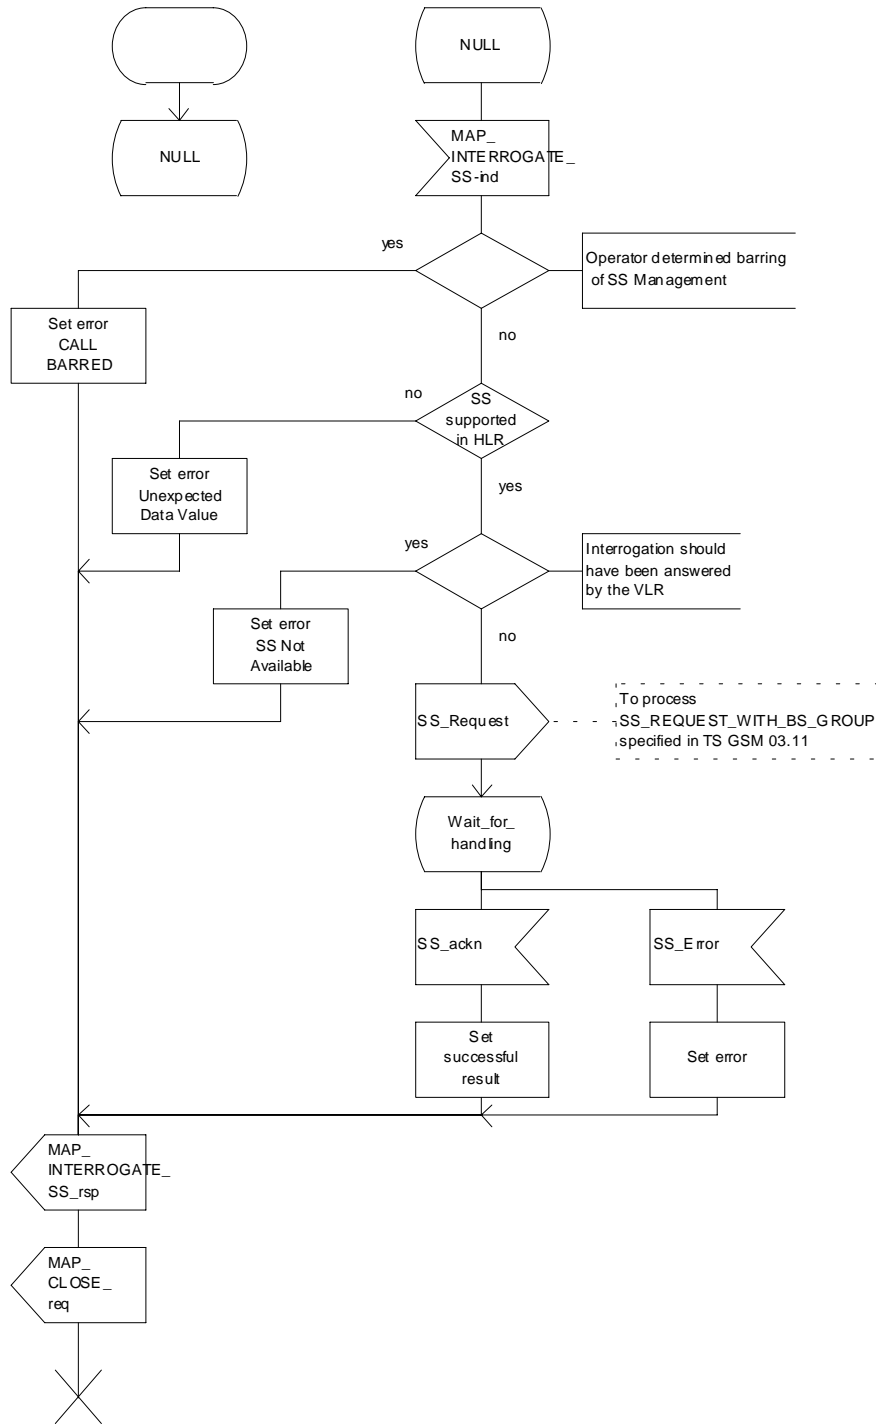 NULL
NULL
MAP_
INTERROGATE_
SS-ind
yes
Operator determined barring
of SS Management
Set error
CALL
BARRED
no
no
SS
supported
in HLR
Set error
Unexpected
Data Value
yes
yes
Interrogation should
have been answered
by the VLR
Set error
SS Not
Available
no
SS_Request
To process
SS_REQUEST_WITH_BS_GROUP
specified in TS GSM 03.11
Wait_for_
handling
SS_ackn
SS_Error
Set
successful
result
Set error
MAP_
INTERROGATE_
SS_rsp
MAP_
CLOSE_
req